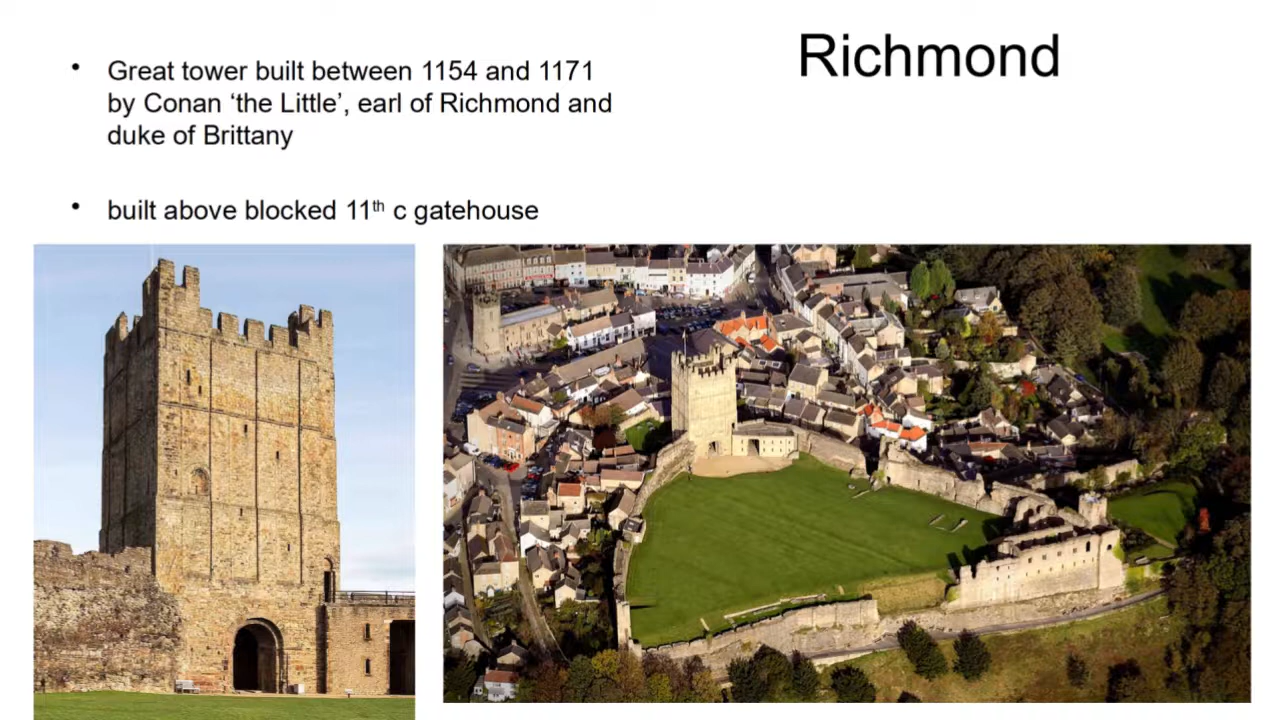 Richmond
• Great tower built between 1154 and 1171
by Conan ‘the Little’, earl of Richmond and
duke of Brittany
• built above blocked 11th c gatehouse